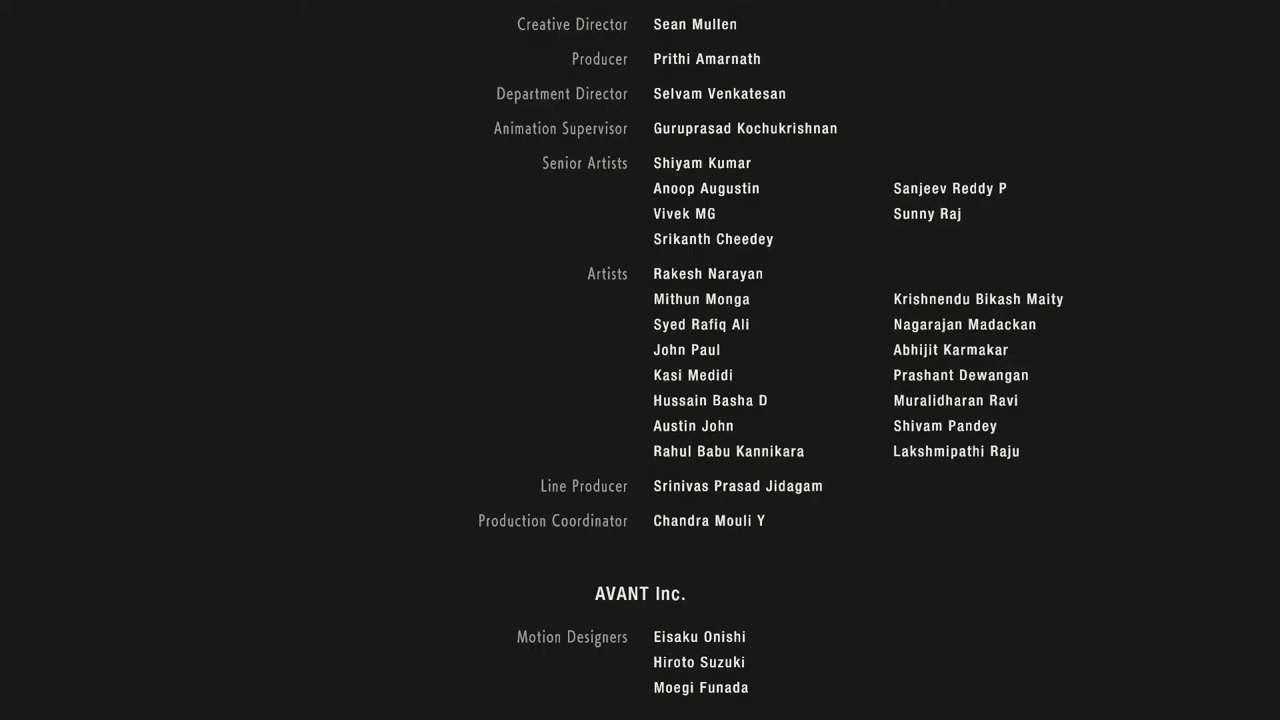 Creative Director Sean Mullen
Producer Prithi Amarnath
Department Director Selvam Venkatesan
Animation Supervisor Guruprasad Kochukrishnan
Senior Artists Shiyam Kumar
Anoop Augustin Sanjeev Reddy P
Vivek MG Sunny Raj
Srikanth Cheedey
Artists Rakesh Narayan
Mithun Monga Krishnendu Bikash Maity
Syed Rafiq Ali Nagarajan Madackan
John Paul Abhijit Karmakar
Kasi Medidi Prashant Dewangan
Hussain Basha D Muralidharan Ravi
Austin John Shivam Pandey
Rahul Babu Kannikara Lakshmipathi Raju
Line Producer Srinivas Prasad Jidagam
Production Coordinator Chandra Mouli Y
AVANT Inc.
Motion Designers Eisaku Onishi
Hiroto Suzuki
Moegi Funada